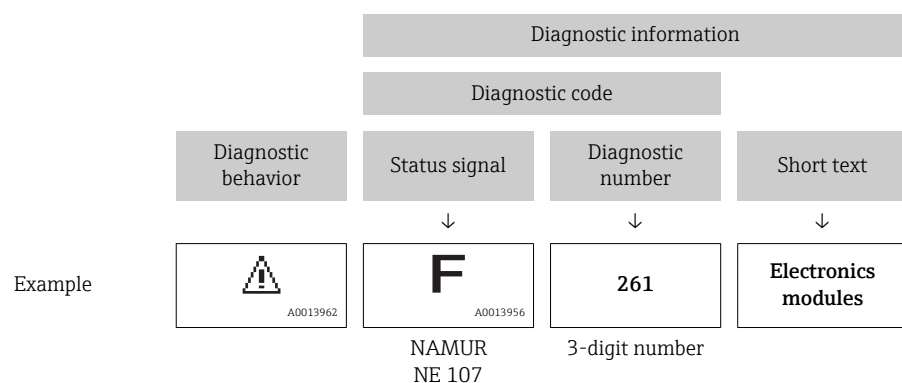 Diagnostic information
Diagnostic code
Diagnostic
behavior
Status signal
Diagnostic
number
Short text
Example
A0013962
F
A0013956
261
Electronics
modules
NAMUR
NE 107
3-digit number